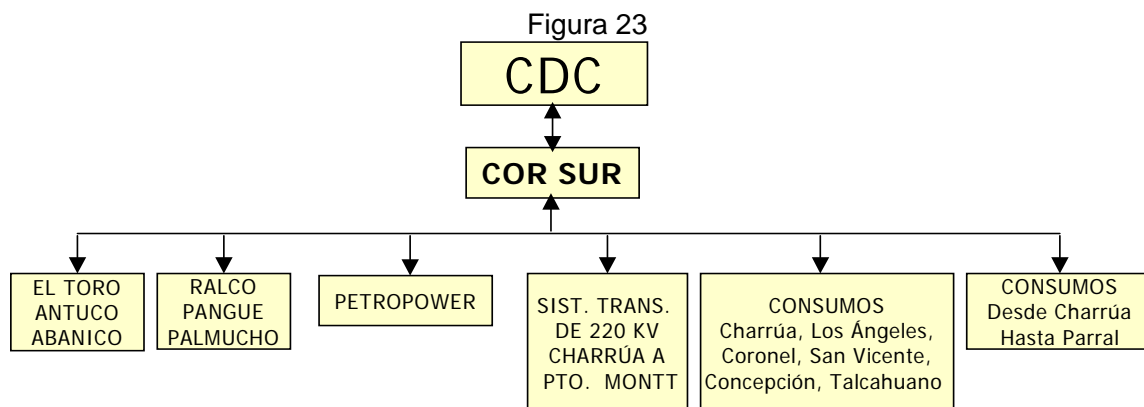 Figura 23
CDC
COR SUR
EL TORO
ANTUCO
ABANICO
RALCO
PANGUE
PALMUCHO
PETROPOWER
SIST. TRANS.
DE 220 KV
CHARRÚA A
PTO. MONTT
CONSUMOS
Charrúa, Los Ángeles,
Coronel, San Vicente,
Concepción, Talcahuano
CONSUMOS
Desde Charrúa
Hasta Parral